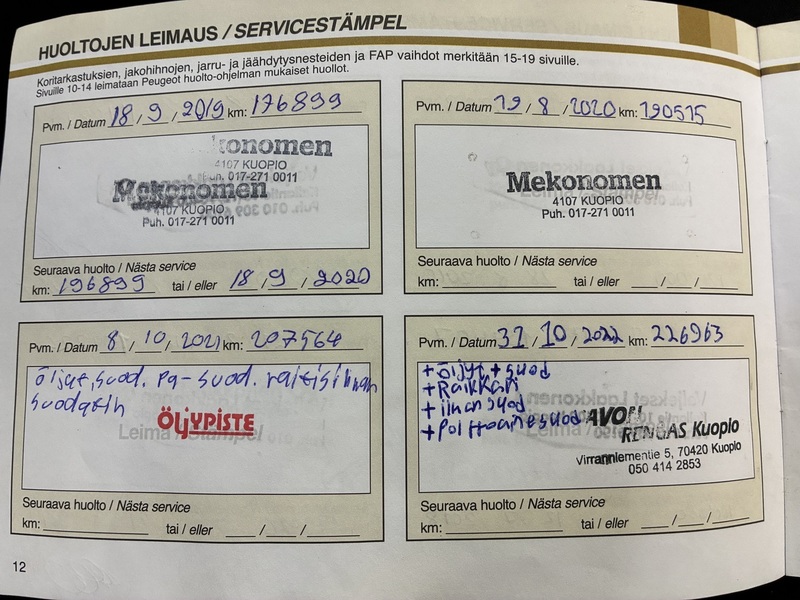 HUOLTOJEN LEIMAUS / SERVICESTÄMPEL
Koritarkastuksien, jakohihnojen, jarru- ja jäähdytysnesteiden ja FAP vaihdot merkitään 15-19 sivuille.
Sivuille 10-14 leimataan Peugeot huolto-ohjelman mukaiset huollot.
Pvm. / Datum 18 / 9 / 2019 km: 176899
konomen
4107 KUOPIO
Puh. 017-271 0011
Mekonomen
4107 KUOPIO
Puh. 017-271 0011
Seuraava huolto / Nästa service
km: 196899 tai / eller 18 / 9 / 2020
Pvm. / Datum 19 / 8 / 2020 km: 190515
Mekonomen
4107 KUOPIO
Puh. 017-271 0011
Seuraava huolto / Nästa service
km: tai / eller / /
Pvm. / Datum 8 / 10 / 2021 km: 207564
öljyt, suod. Pa-suod. raitisilman
suodatin
ÖLJYPISTE
Leima / Stämpel
Seuraava huolto / Nästa service
km: tai / eller / /
Pvm. / Datum 31 / 10 / 2022 km: 226963
+ öljyt + suod
+ Raikkari
+ ilmansuod
+ Polttoainesuod
AVON
RENGAS Kuopio
Virranniementie 5, 70420 Kuopio
050 414 2853
Seuraava huolto / Nästa service
km: tai / eller / /
12